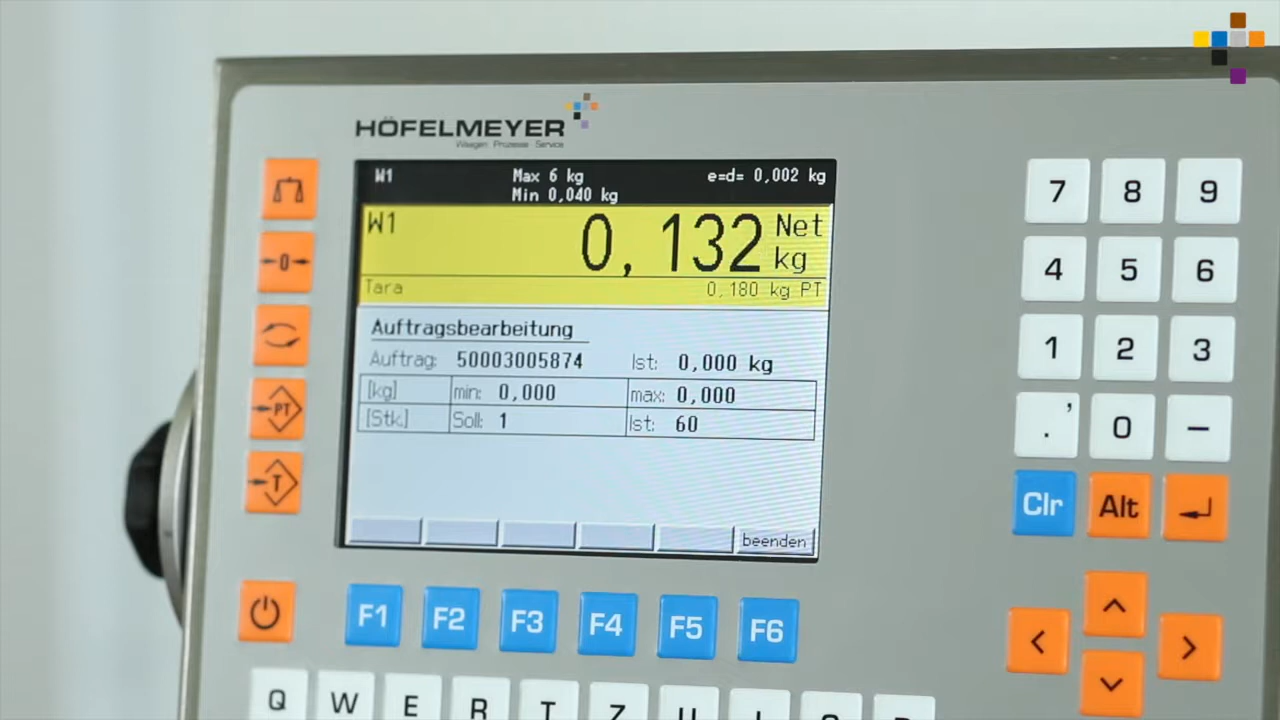 HÖFELMEYER
Waagen Prozesse Service
W1 Max 6 kg e=d= 0,002 kg
Min 0,040 kg
W1 0,132 Net
kg
Tara 0,180 kg PT
Auftragsbearbeitung
Auftrag: 50003005874 Ist: 0,000 kg
[kg] min: 0,000 max: 0,000
[Stk.] Soll: 1 Ist: 60
beenden
0
PT
T
F1 F2 F3 F4 F5 F6
7 8 9
4 5 6
1 2 3
. ' 0 –
Clr Alt
Q W E R T Z U I